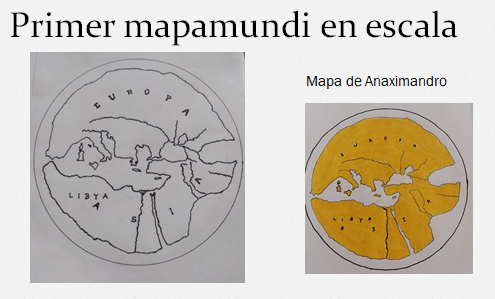 Primer mapamundi en escala
Mapa de Anaximandro
EUROPA
LIBYA
ASIA
EUROPA
LIBYA
ASIA